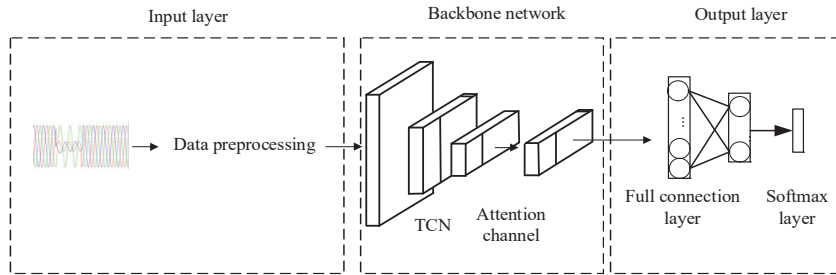 Input layer
Backbone network
Output layer
Data preprocessing
TCN
Attention
channel
...
Full connection
layer
Softmax
layer